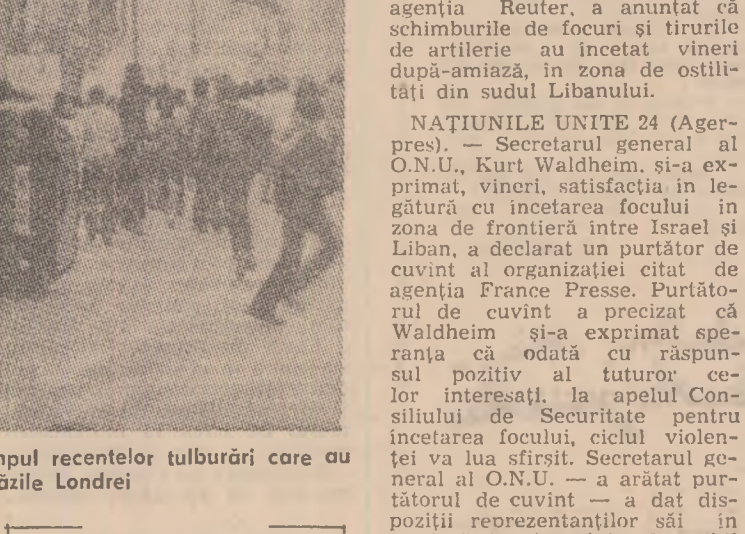 mpul recentelor tulburări care au
ăzile Londrei
agenția Reuter, a anunțat că
schimburile de focuri și tirurile
de artilerie au încetat vineri
după-amiază, în zona de ostili-
tăți din sudul Libanului.
NAȚIUNILE UNITE 24 (Ager-
pres). — Secretarul general al
O.N.U., Kurt Waldheim. și-a ex-
primat, vineri, satisfacția în le-
gătură cu încetarea focului în
zona de frontieră între Israel și
Liban, a declarat un purtător de
cuvînt al organizației citat de
agenția France Presse. Purtăto-
rul de cuvînt a precizat că
Waldheim și-a exprimat spe-
ranța că odată cu răspun-
sul pozitiv al tuturor ce-
lor interesați. la apelul Con-
siliului de Securitate pentru
încetarea focului, ciclul violen-
ței va lua sfîrșit. Secretarul ge-
neral al O.N.U. — a arătat pur-
tătorul de cuvînt — a dat dis-
poziții reprezentanților săi în